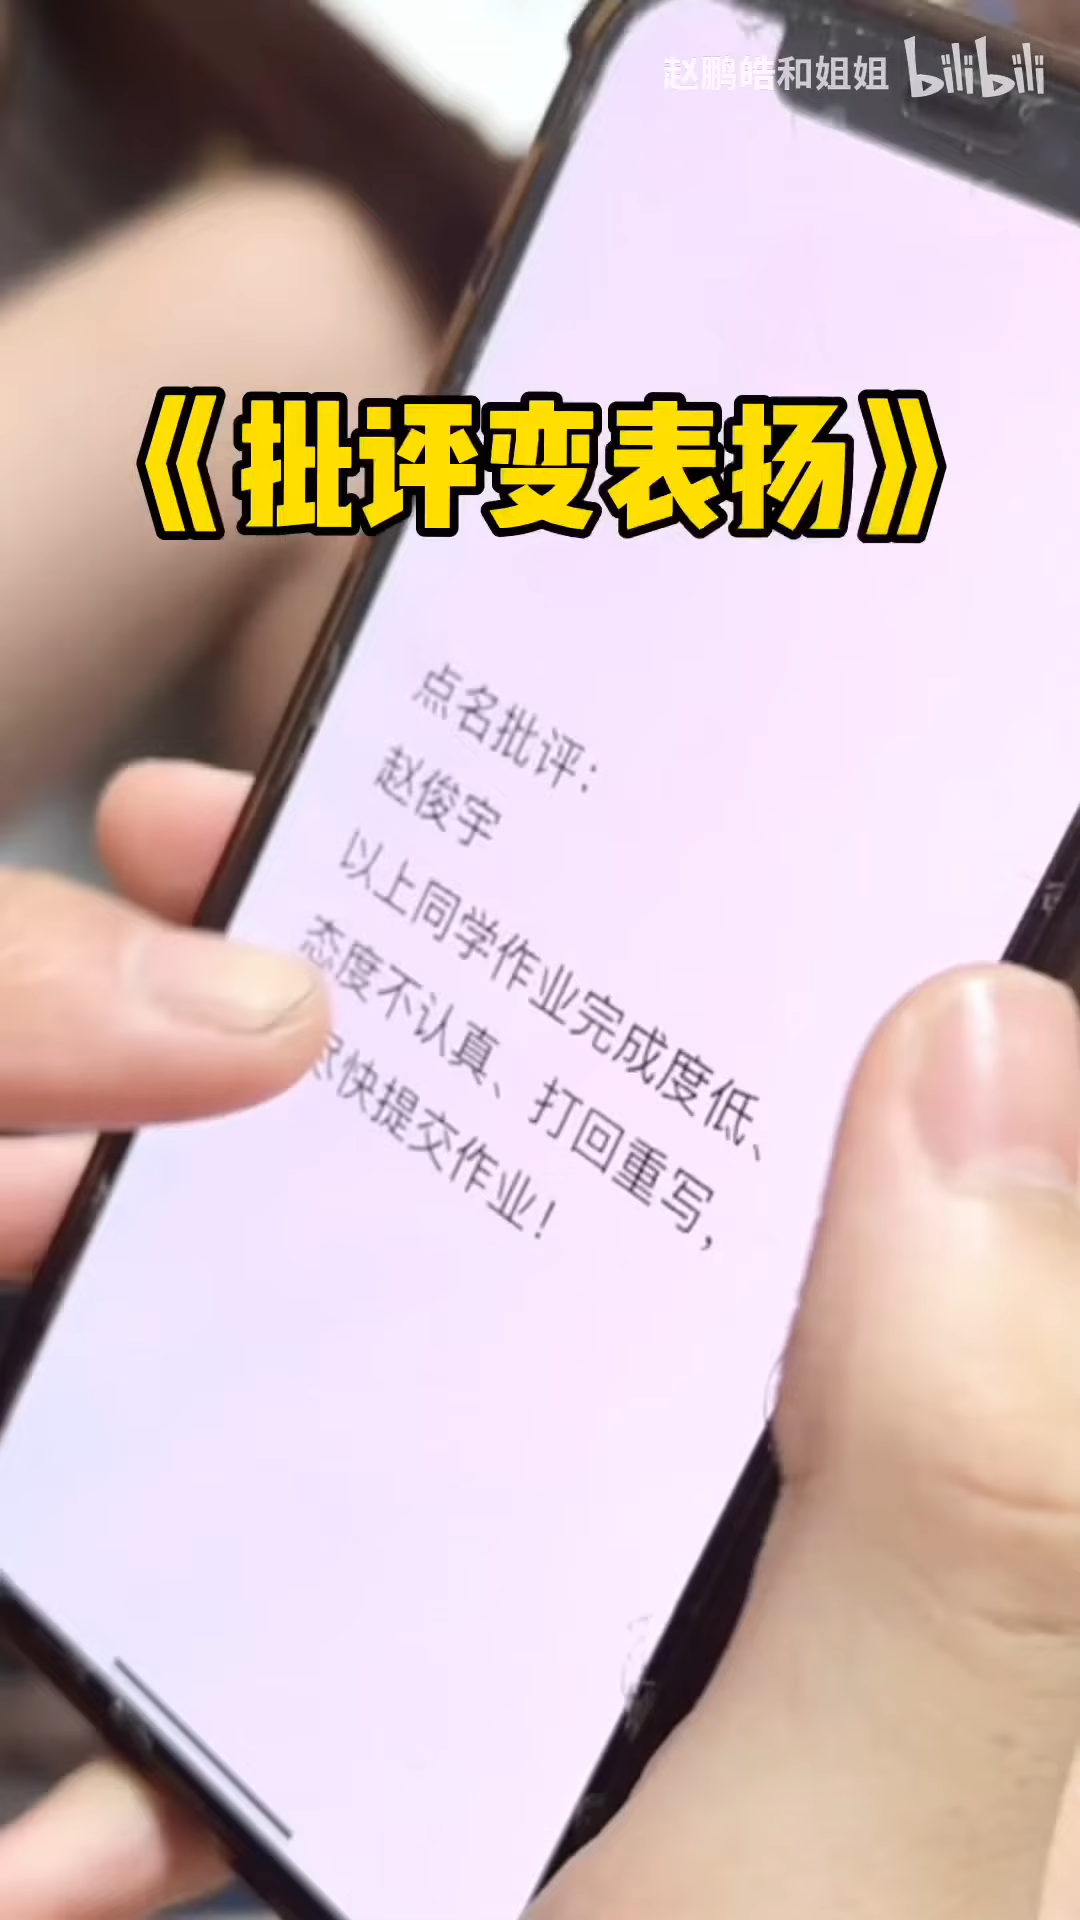 赵鹏皓和姐姐 bilibili
《批评变表扬》
点名批评：
赵俊宇
以上同学作业完成度低、
态度不认真、打回重写，
尽快提交作业！